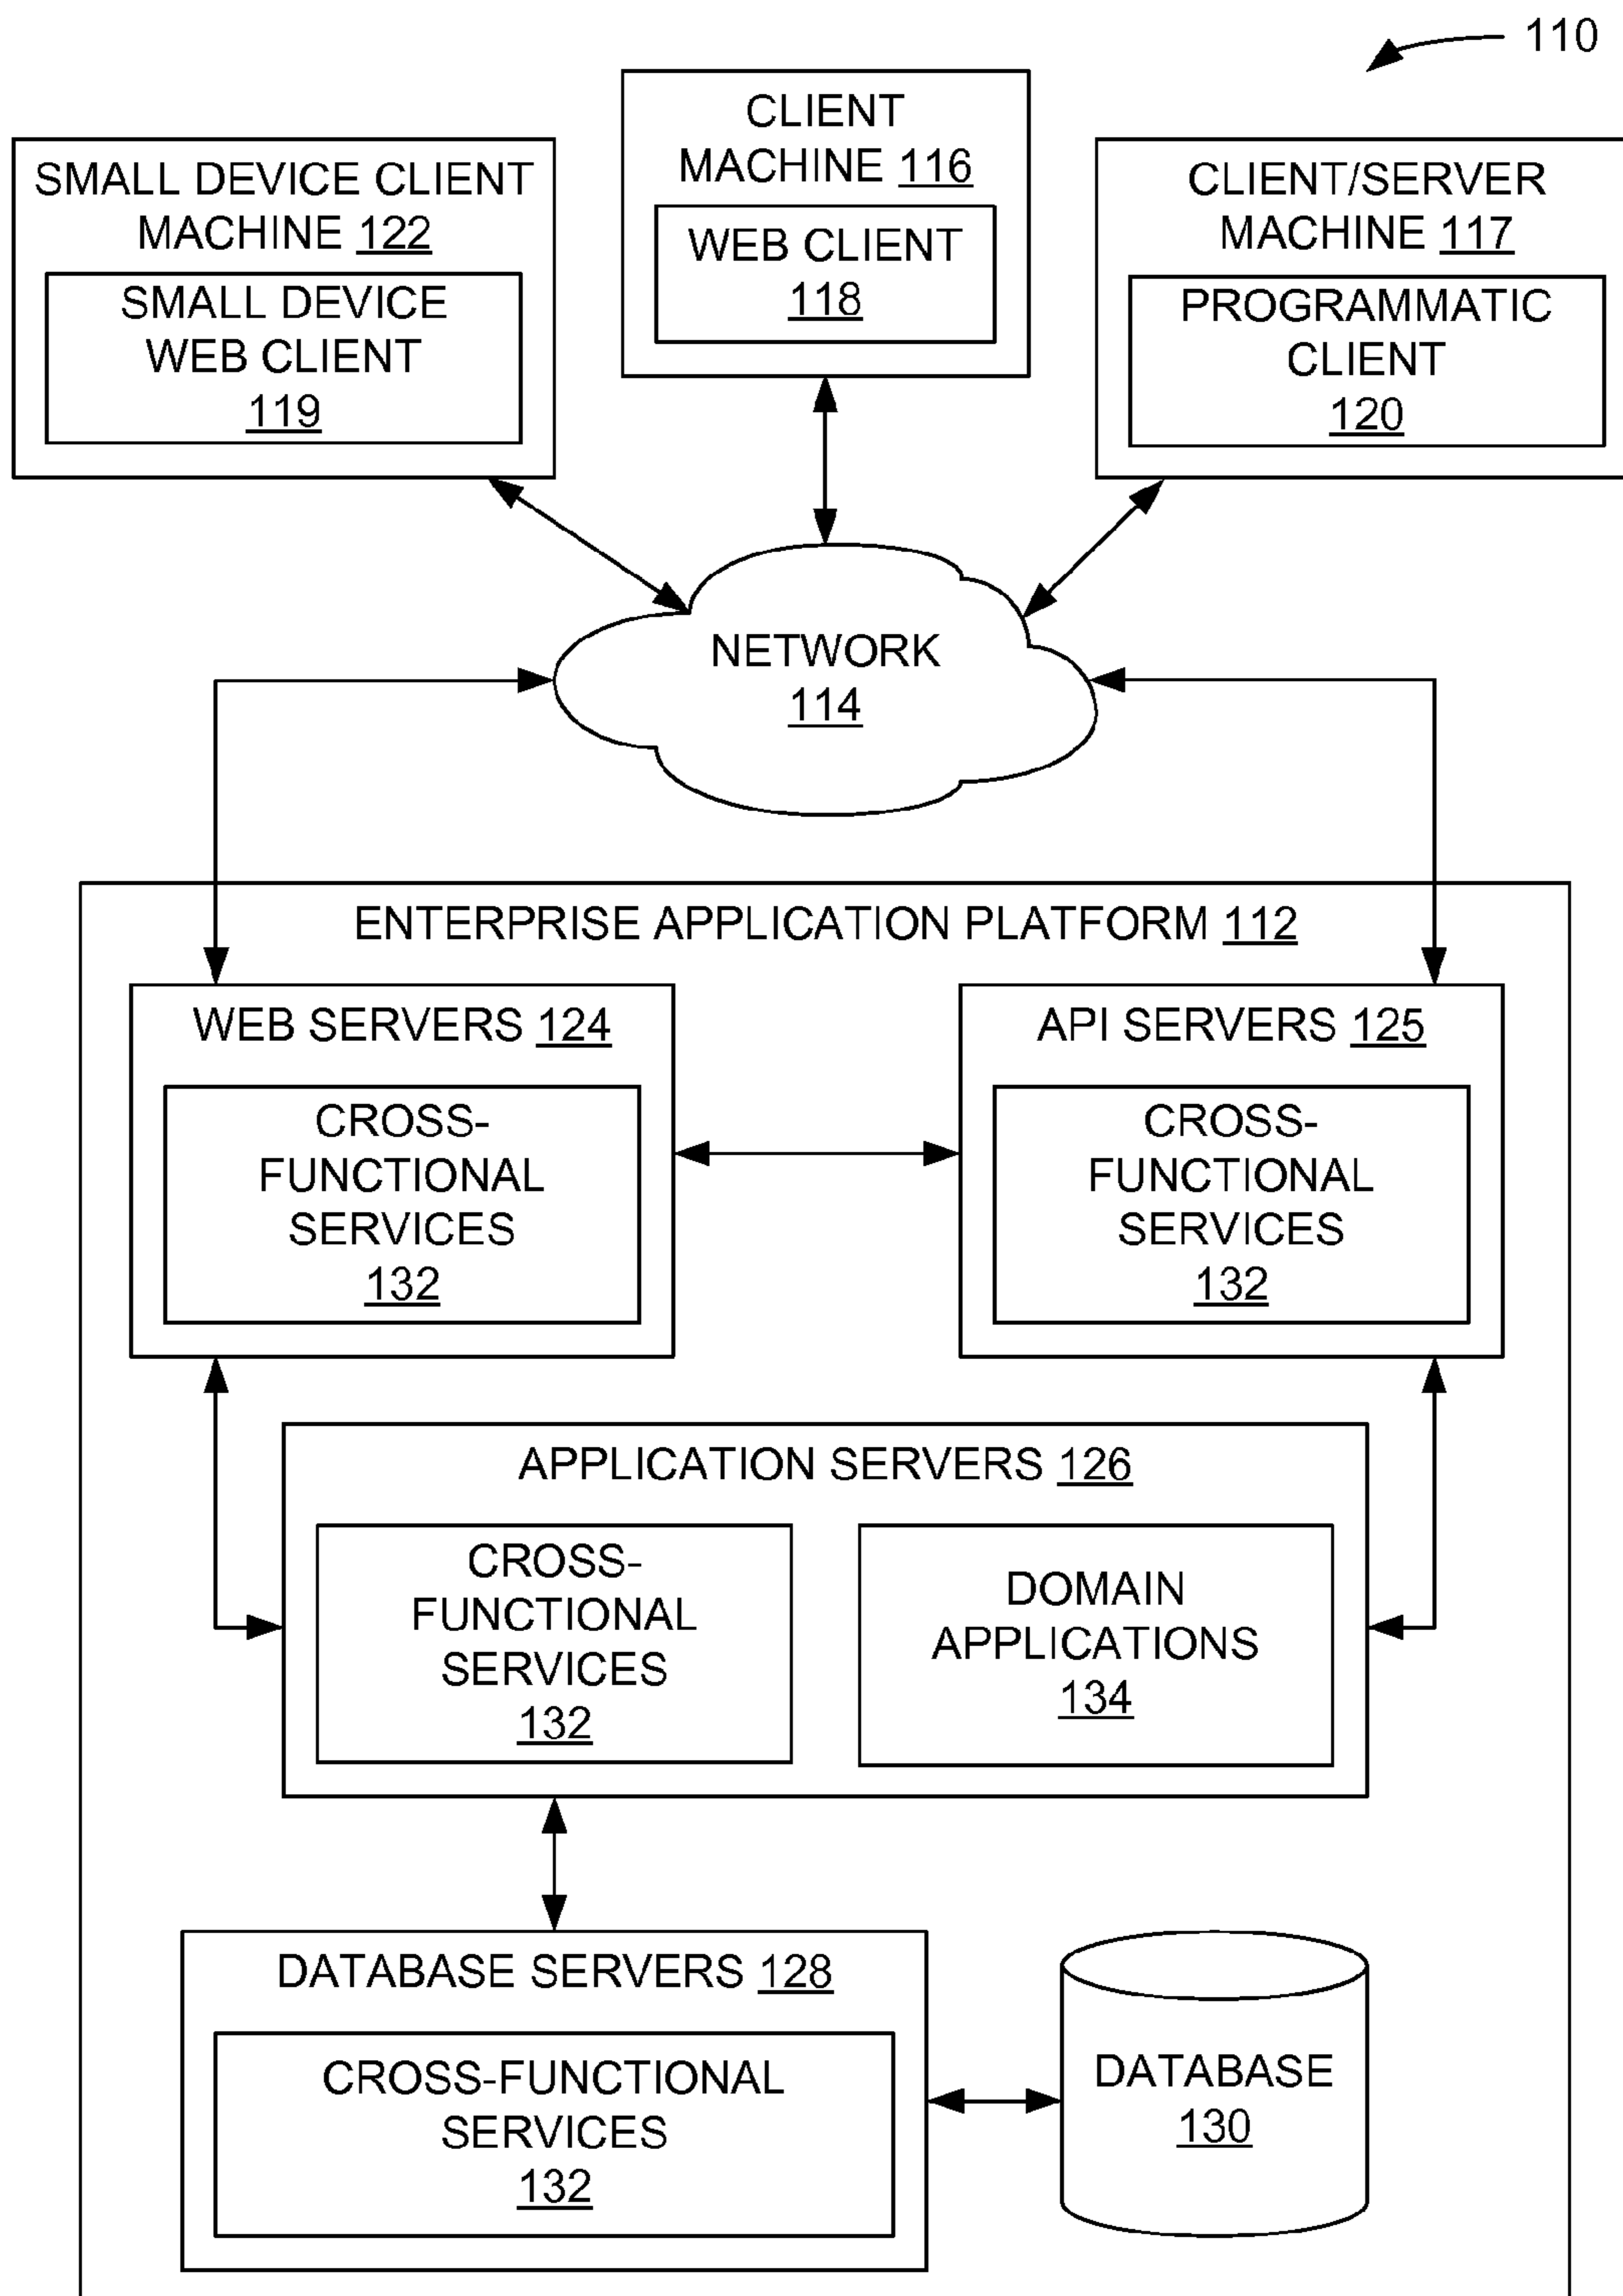 110
CLIENT
MACHINE 116
WEB CLIENT
118
SMALL DEVICE CLIENT
MACHINE 122
SMALL DEVICE
WEB CLIENT
119
CLIENT/SERVER
MACHINE 117
PROGRAMMATIC
CLIENT
120
NETWORK
114
ENTERPRISE APPLICATION PLATFORM 112
WEB SERVERS 124
CROSS-
FUNCTIONAL
SERVICES
132
API SERVERS 125
CROSS-
FUNCTIONAL
SERVICES
132
APPLICATION SERVERS 126
CROSS-
FUNCTIONAL
SERVICES
132
DOMAIN
APPLICATIONS
134
DATABASE SERVERS 128
CROSS-FUNCTIONAL
SERVICES
132
DATABASE
130